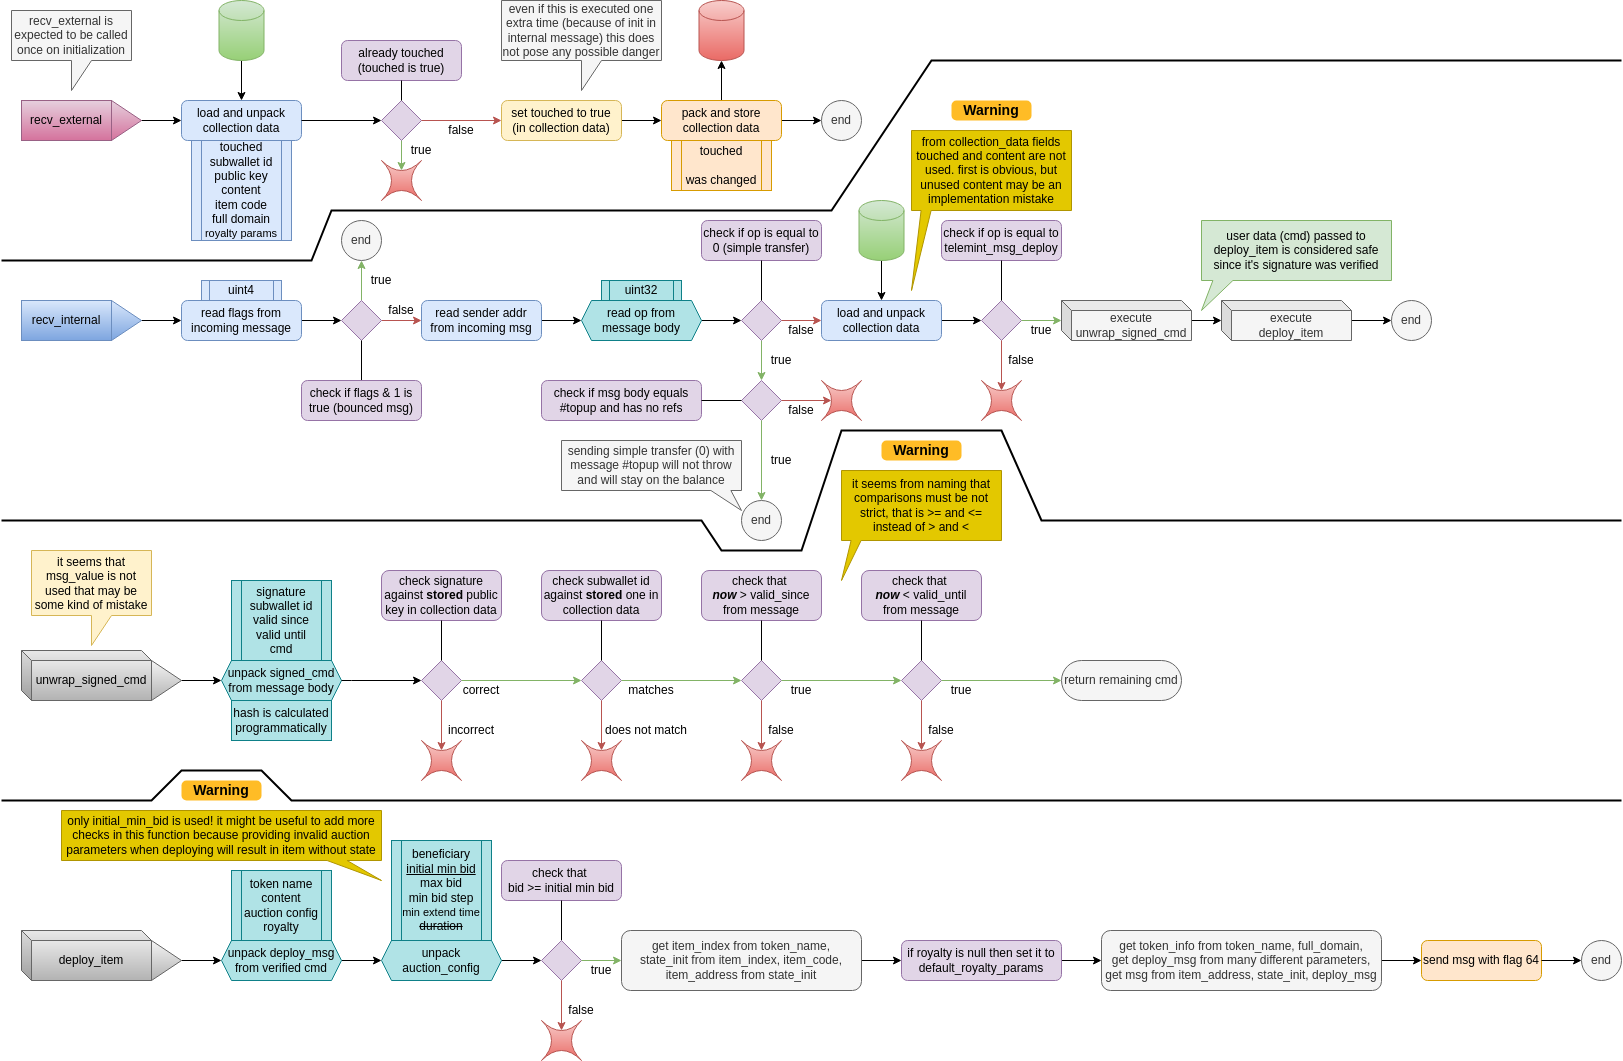 recv_external is
expected to be called
once on initialization
already touched
(touched is true)
even if this is executed one
extra time (because of init in
internal message) this does
not pose any possible danger
recv_external
load and unpack
collection data
touched
subwallet id
public key
content
item code
full domain
royalty params
false
true
set touched to true
(in collection data)
pack and store
collection data
touched
was changed
end
Warning
from collection_data fields
touched and content are not
used. first is obvious, but
unused content may be an
implementation mistake
end
true
check if op is equal to
0 (simple transfer)
check if op is equal to
telemint_msg_deploy
user data (cmd) passed to
deploy_item is considered safe
since it's signature was verified
recv_internal
uint4
read flags from
incoming message
false
check if flags & 1 is
true (bounced msg)
read sender addr
from incoming msg
uint32
read op from
message body
false
true
load and unpack
collection data
true
false
execute
unwrap_signed_cmd
execute
deploy_item
end
check if msg body equals
#topup and has no refs
false
true
sending simple transfer (0) with
message #topup will not throw
and will stay on the balance
end
Warning
it seems from naming that
comparisons must be not
strict, that is >= and <=
instead of > and <
it seems that
msg_value is not
used that may be
some kind of mistake
unwrap_signed_cmd
signature
subwallet id
valid since
valid until
cmd
unpack signed_cmd
from message body
hash is calculated
programmatically
check signature
against stored public
key in collection data
correct
incorrect
check subwallet id
against stored one in
collection data
matches
does not match
check that
now > valid_since
from message
true
false
check that
now < valid_until
from message
true
false
return remaining cmd
Warning
only initial_min_bid is used! it might be useful to add more
checks in this function because providing invalid auction
parameters when deploying will result in item without state
deploy_item
token name
content
auction config
royalty
unpack deploy_msg
from verified cmd
beneficiary
initial min bid
max bid
min bid step
min extend time
duration
unpack
auction_config
check that
bid >= initial min bid
true
false
get item_index from token_name,
state_init from item_index, item_code,
item_address from state_init
if royalty is null then set it to
default_royalty_params
get token_info from token_name, full_domain,
get deploy_msg from many different parameters,
get msg from item_address, state_init, deploy_msg
send msg with flag 64
end